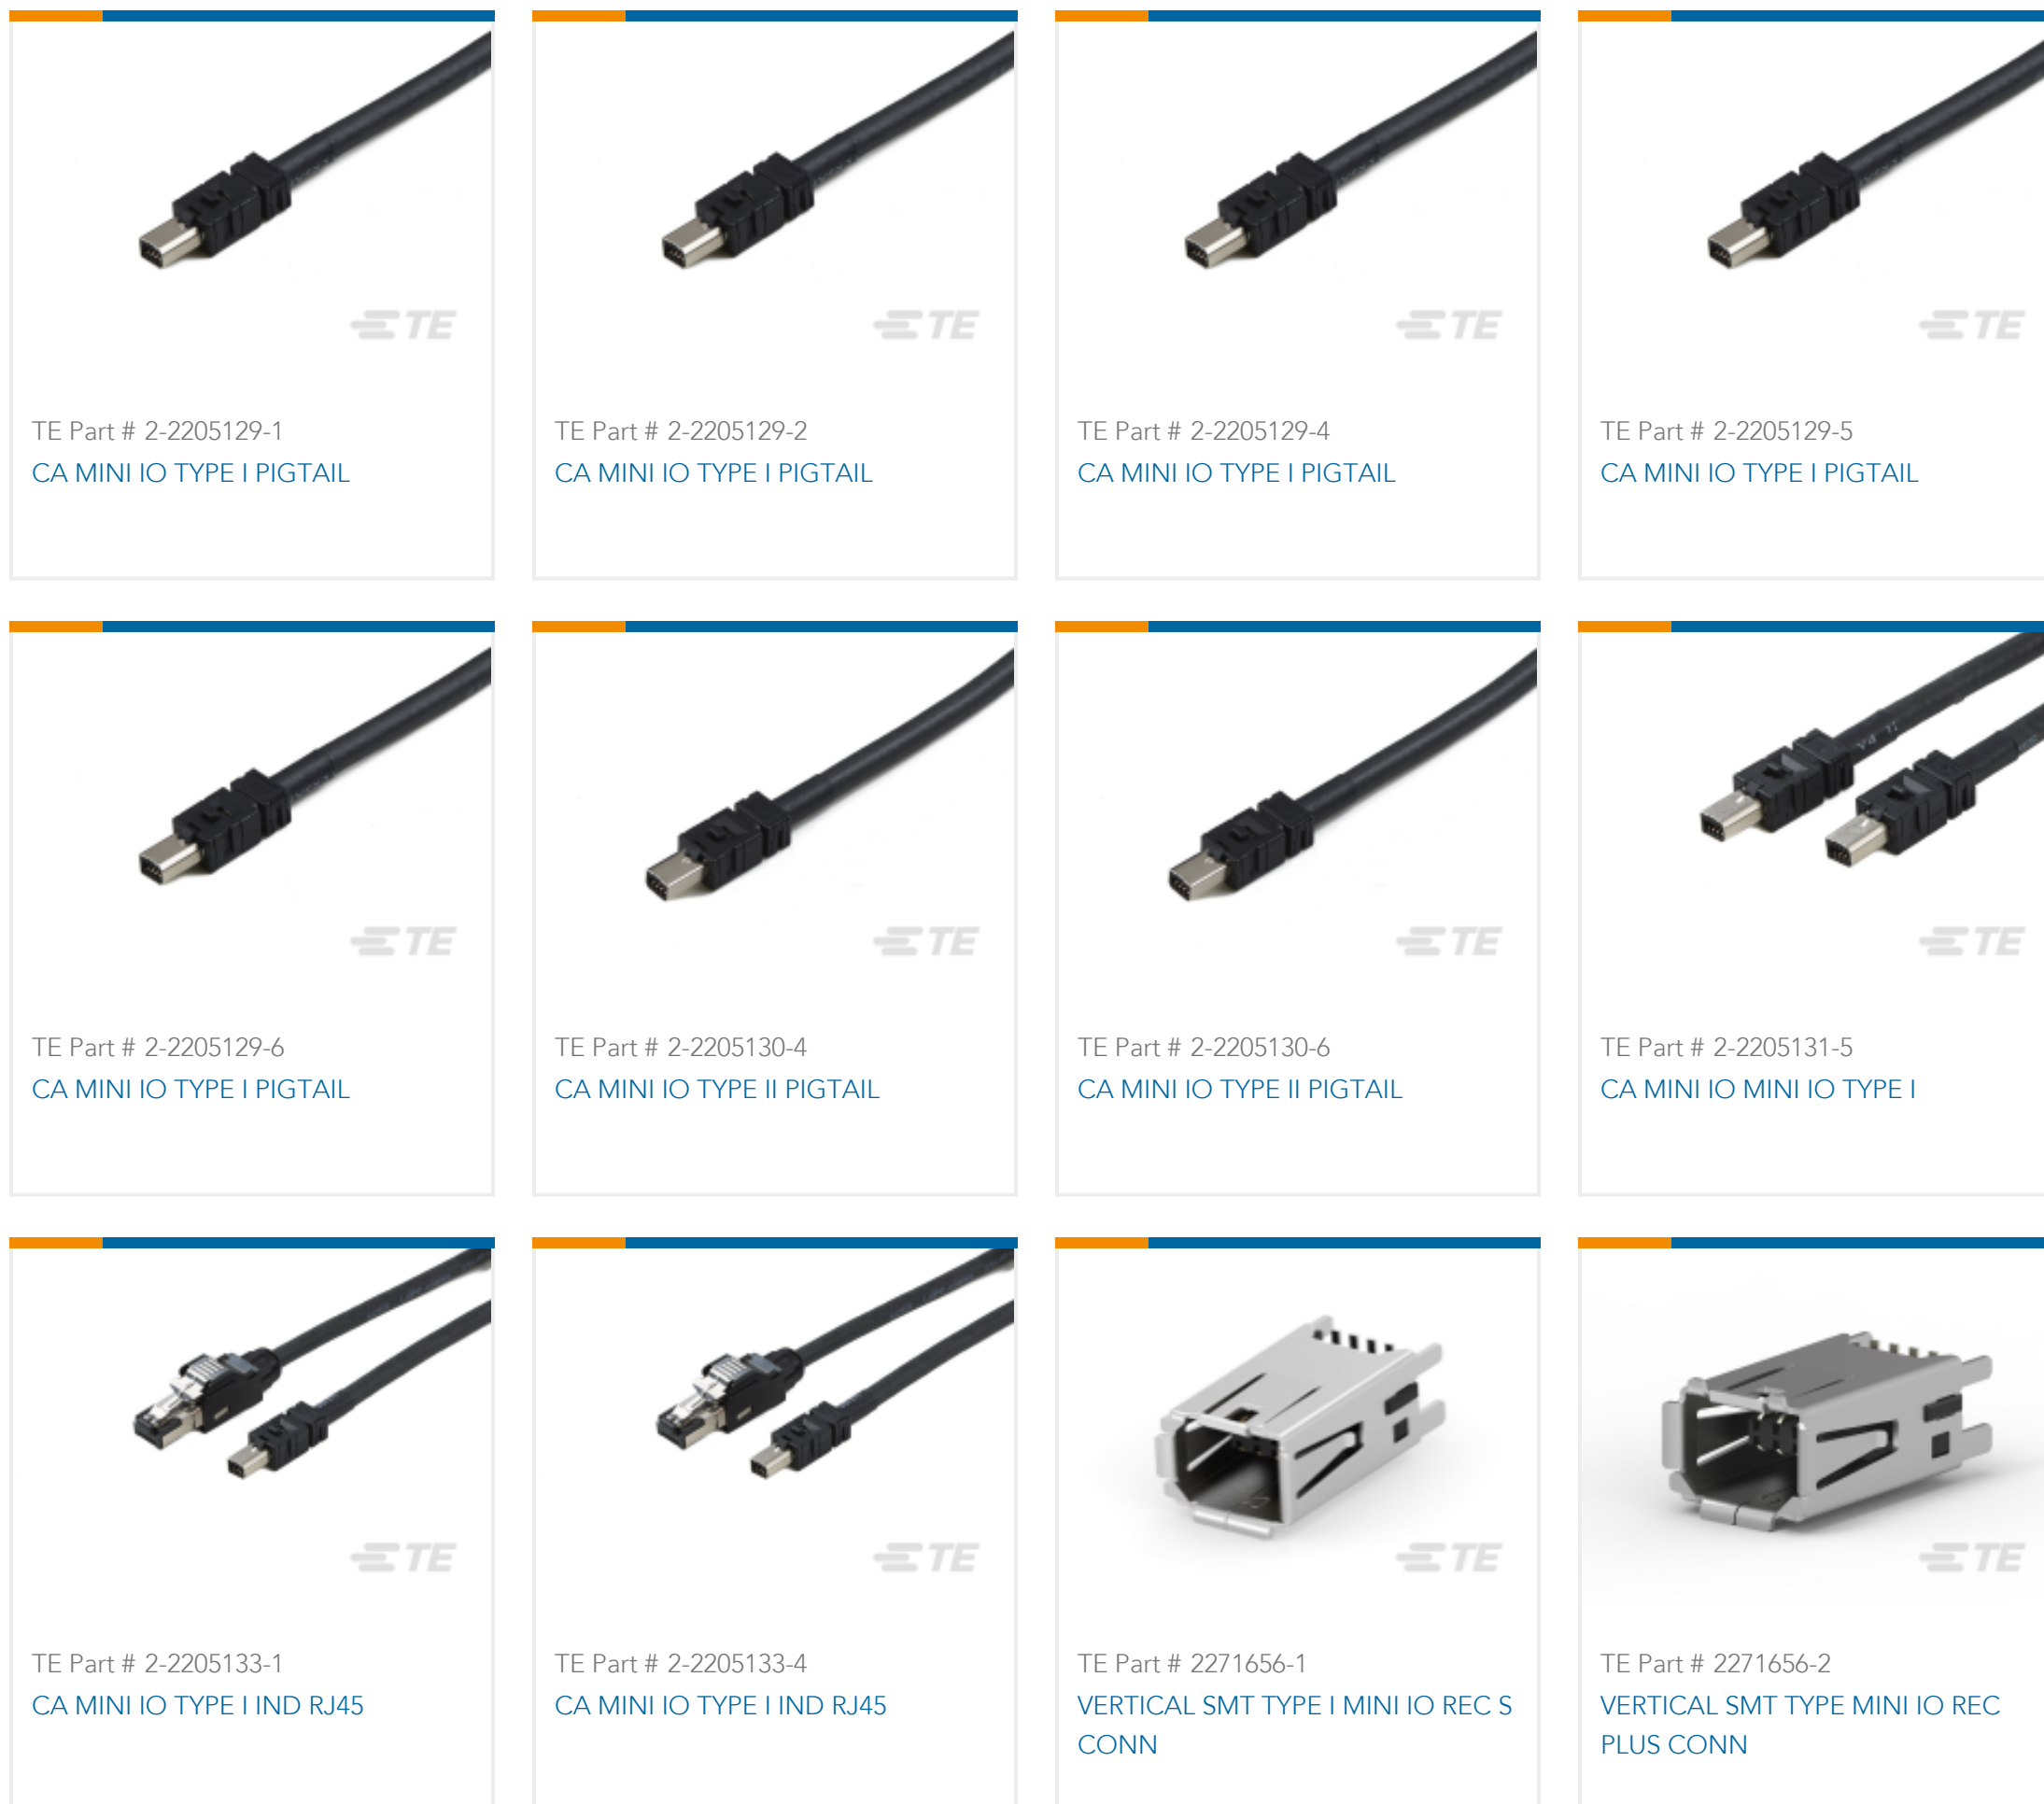 TE
TE
TE
TE
TE Part # 2-2205129-1
CA MINI IO TYPE I PIGTAIL
TE Part # 2-2205129-2
CA MINI IO TYPE I PIGTAIL
TE Part # 2-2205129-4
CA MINI IO TYPE I PIGTAIL
TE Part # 2-2205129-5
CA MINI IO TYPE I PIGTAIL
TE
TE
TE
TE
TE Part # 2-2205129-6
CA MINI IO TYPE I PIGTAIL
TE Part # 2-2205130-4
CA MINI IO TYPE II PIGTAIL
TE Part # 2-2205130-6
CA MINI IO TYPE II PIGTAIL
TE Part # 2-2205131-5
CA MINI IO MINI IO TYPE I
TE
TE
TE
TE
TE Part # 2-2205133-1
CA MINI IO TYPE I IND RJ45
TE Part # 2-2205133-4
CA MINI IO TYPE I IND RJ45
TE Part # 2271656-1
VERTICAL SMT TYPE I MINI IO REC S
CONN
TE Part # 2271656-2
VERTICAL SMT TYPE MINI IO REC
PLUS CONN